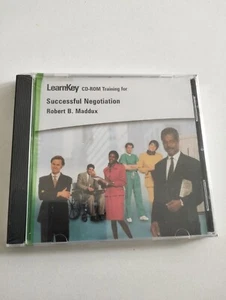 LearnKey CD-ROM Training for
Successful Negotiation
Robert B. Maddux